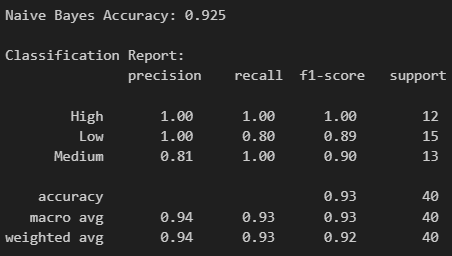 Naive Bayes Accuracy: 0.925
Classification Report:
precision recall f1-score support
High 1.00 1.00 1.00 12
Low 1.00 0.80 0.89 15
Medium 0.81 1.00 0.90 13
accuracy 0.93 40
macro avg 0.94 0.93 0.93 40
weighted avg 0.94 0.93 0.92 40